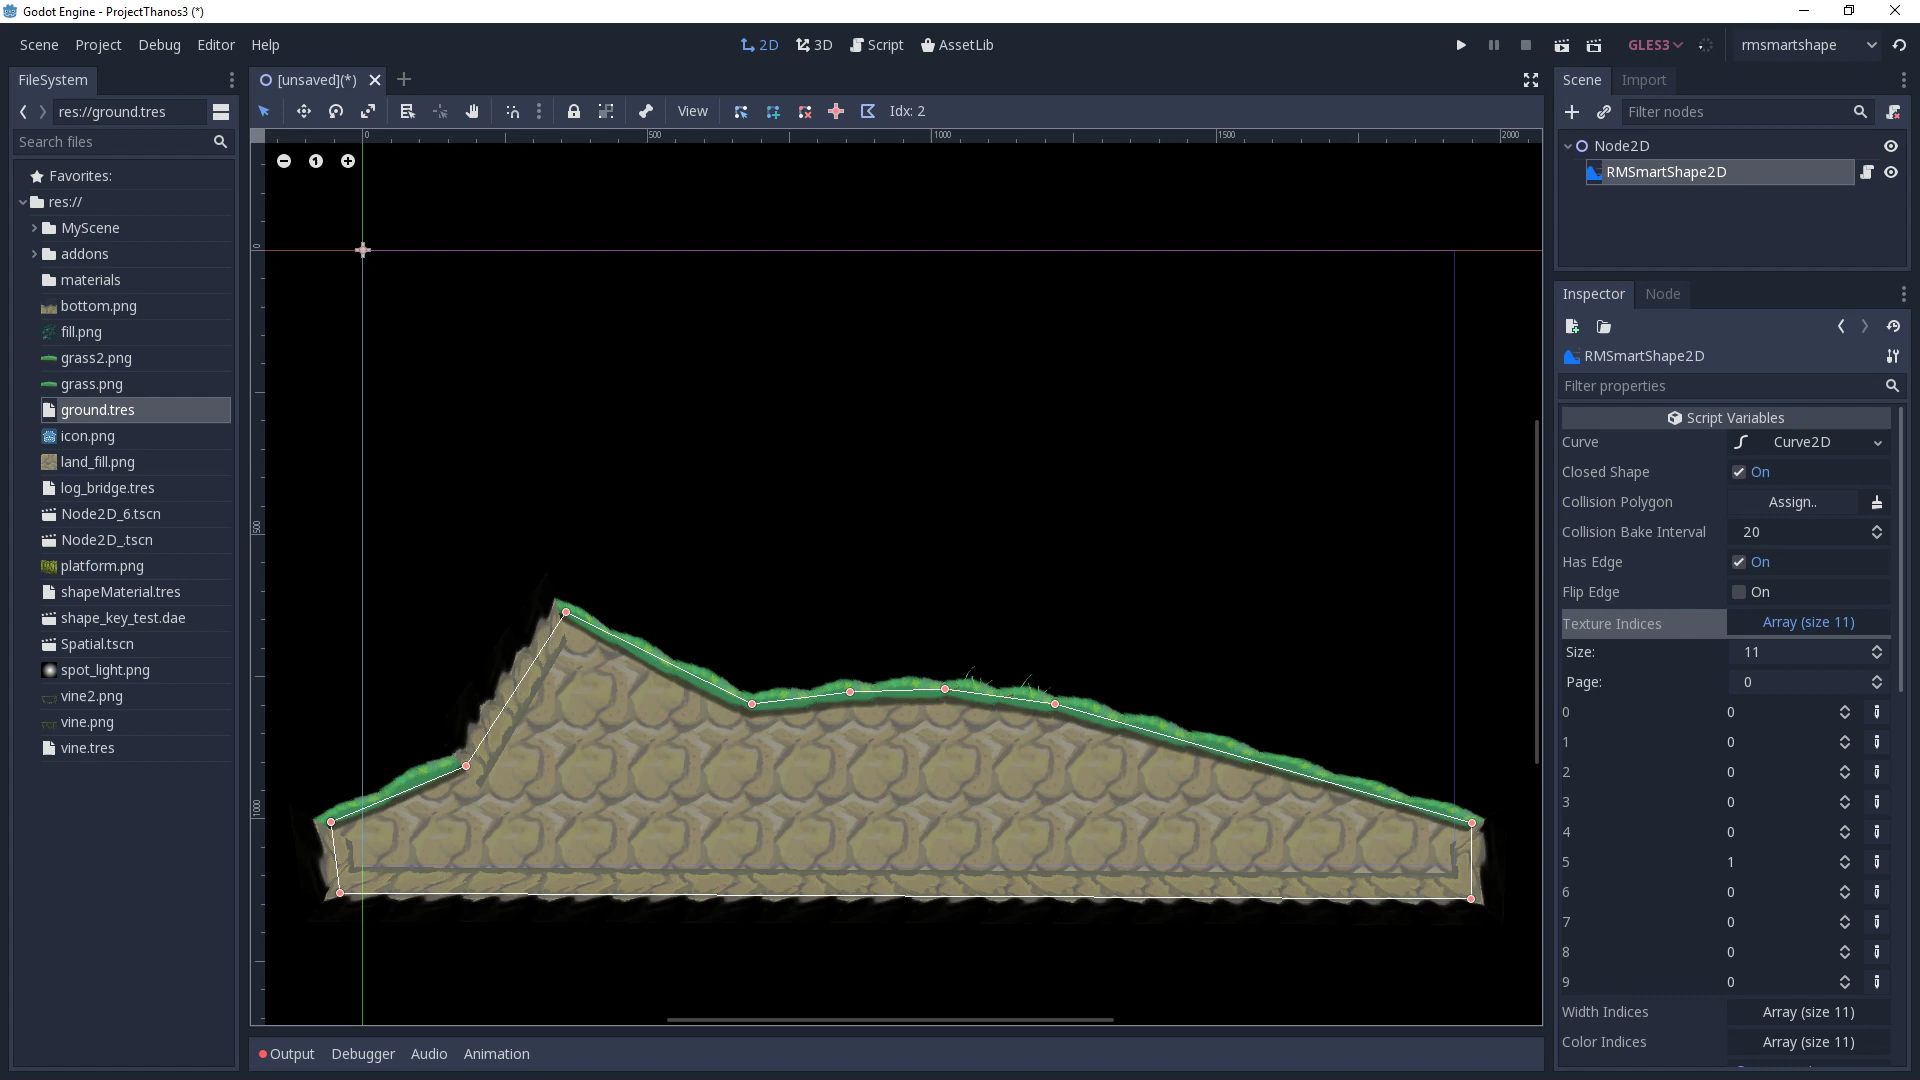 Godot Engine - ProjectThanos3 (*)
Scene Project Debug Editor Help
2D 3D Script AssetLib
GLES3 rmsmartshape
FileSystem
res://ground.tres
Search files
Favorites:
res://
MyScene
addons
materials
bottom.png
fill.png
grass2.png
grass.png
ground.tres
icon.png
land_fill.png
log_bridge.tres
Node2D_6.tscn
Node2D_.tscn
platform.png
shapeMaterial.tres
shape_key_test.dae
Spatial.tscn
spot_light.png
vine2.png
vine.png
vine.tres
[unsaved](*)
View Idx: 2
0 500 1000 1500 2000
1
0
500
1000
Output Debugger Audio Animation
Scene Import
Filter nodes
Node2D
RMSmartShape2D
Inspector Node
RMSmartShape2D
Filter properties
Script Variables
Curve Curve2D
Closed Shape On
Collision Polygon Assign..
Collision Bake Interval 20
Has Edge On
Flip Edge On
Texture Indices Array (size 11)
Size: 11
Page: 0
0 0
1 0
2 0
3 0
4 0
5 1
6 0
7 0
8 0
9 0
Width Indices Array (size 11)
Color Indices Array (size 11)